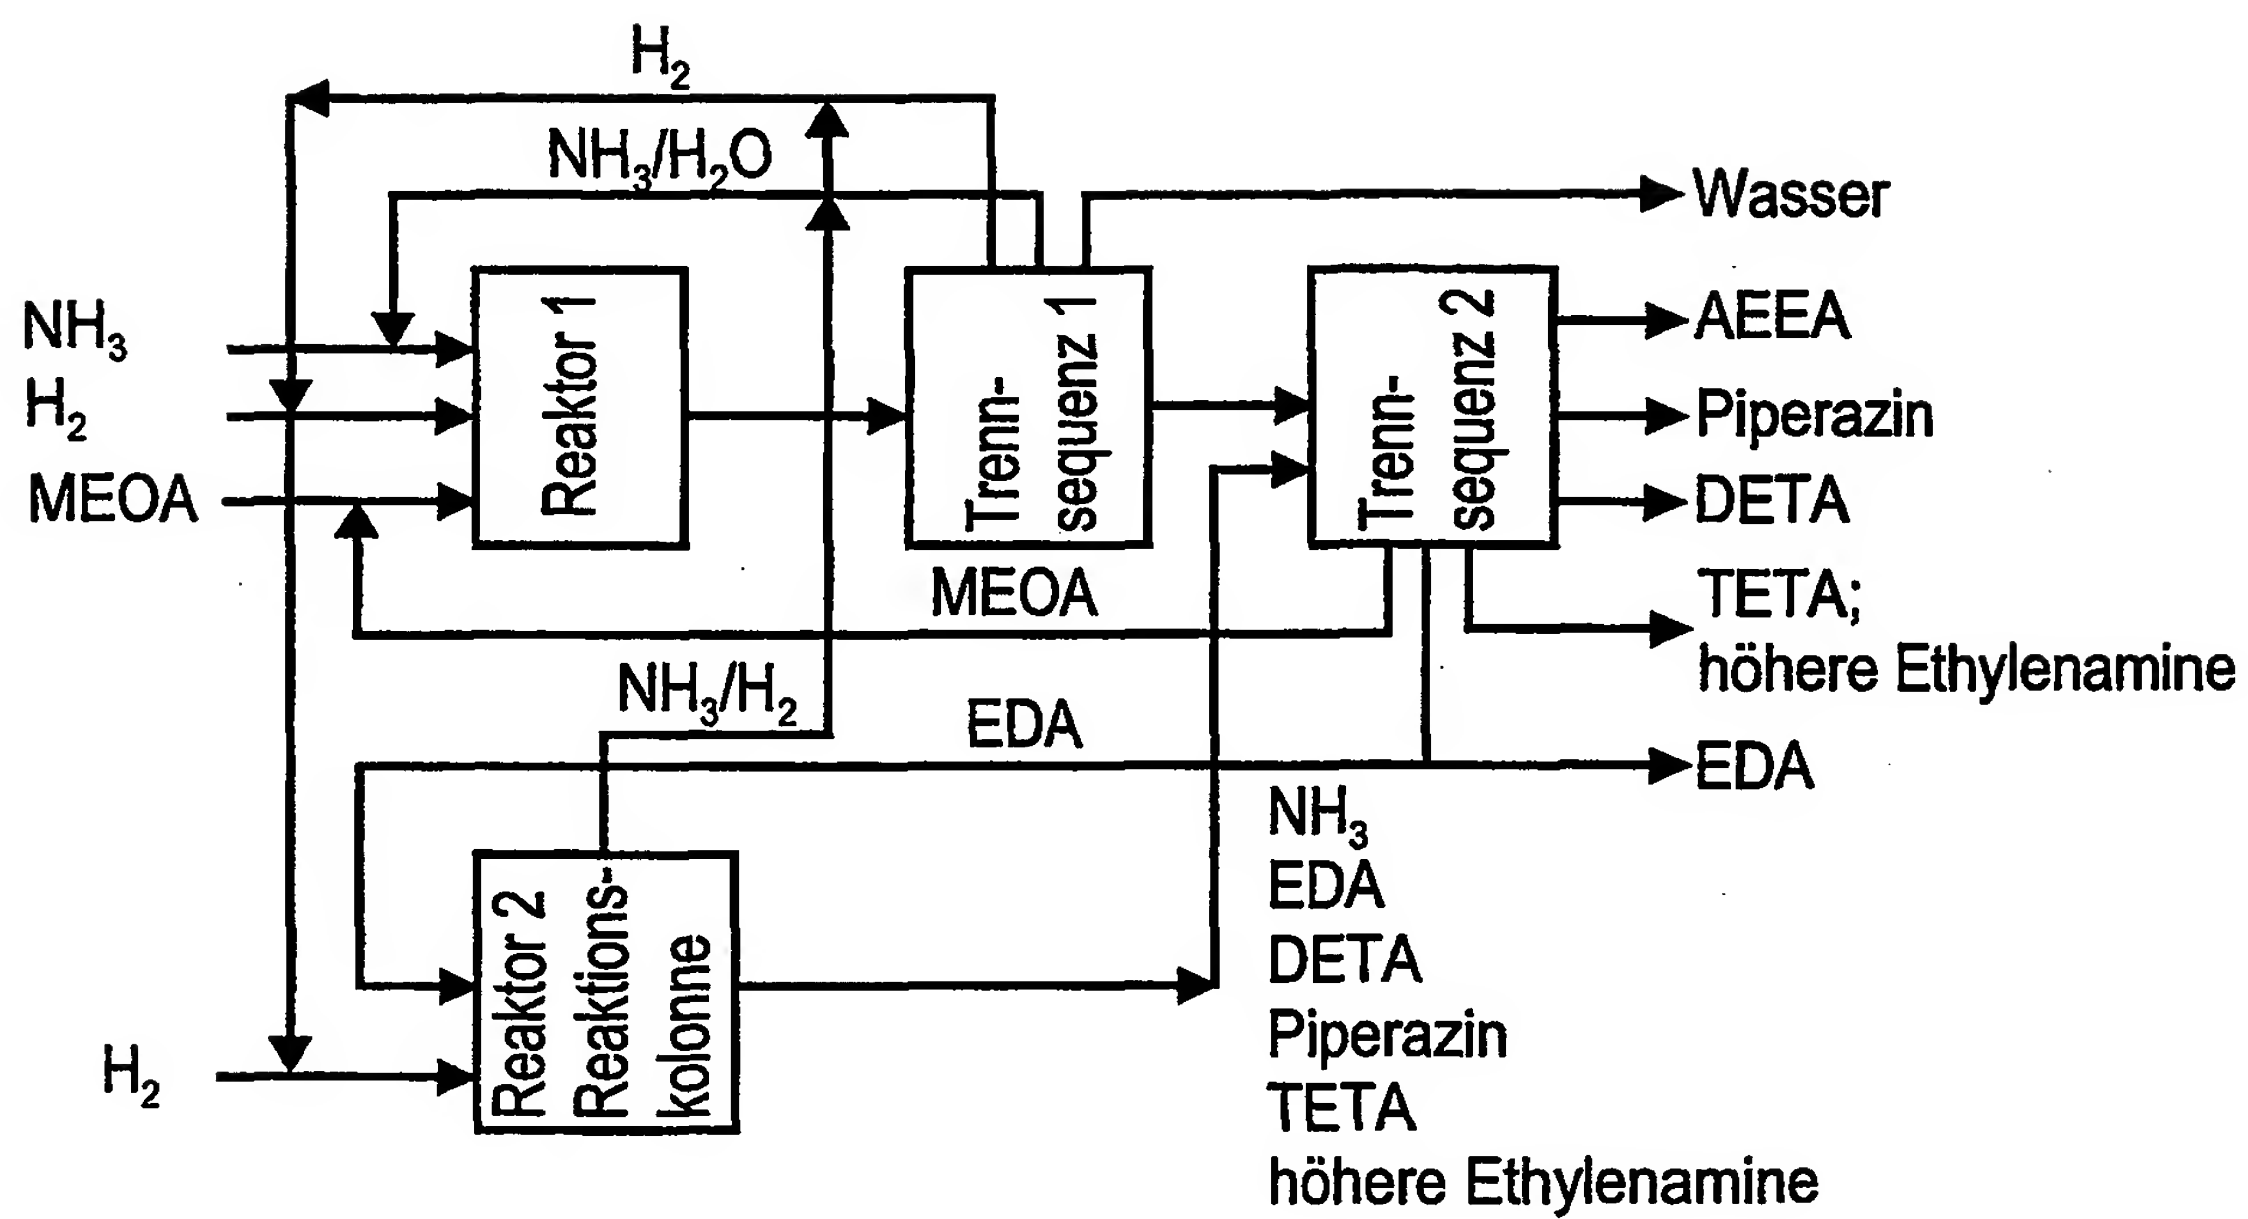 H₂
NH₃/H₂O
Wasser
NH₃
H₂
MEOA
Reaktor 1
Trenn-
sequenz 1
Trenn-
sequenz 2
AEEA
Piperazin
DETA
TETA;
höhere Ethylenamine
MEOA
NH₃/H₂
EDA
EDA
H₂
Reaktor 2
Reaktions-
kolonne
NH₃
EDA
DETA
Piperazin
TETA
höhere Ethylenamine